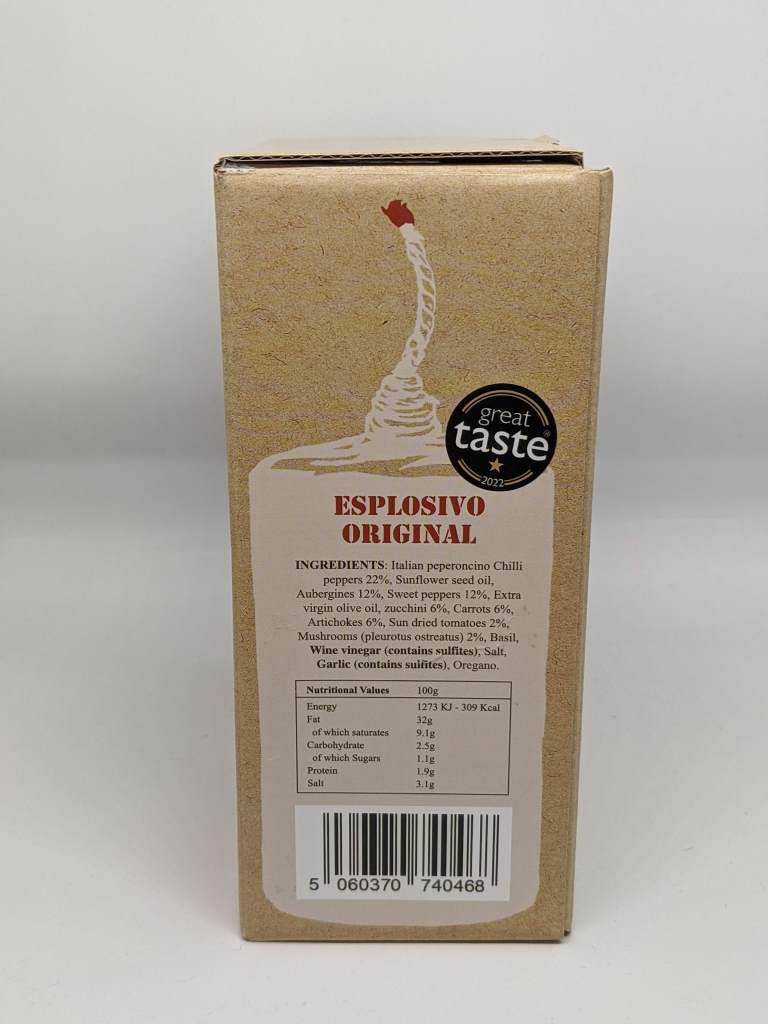 great
taste®
2022
ESPLOSIVO
ORIGINAL
INGREDIENTS: Italian peperoncino Chilli
peppers 22%, Sunflower seed oil,
Aubergines 12%, Sweet peppers 12%, Extra
virgin olive oil, zucchini 6%, Carrots 6%,
Artichokes 6%, Sun dried tomatoes 2%,
Mushrooms (pleurotus ostreatus) 2%, Basil,
Wine vinegar (contains sulfites), Salt,
Garlic (contains sulfites), Oregano.
Nutritional Values 100g
Energy 1273 KJ - 309 Kcal
Fat 32g
of which saturates 9.1g
Carbohydrate 2.5g
of which Sugars 1.1g
Protein 1.9g
Salt 3.1g
5 060370 740468